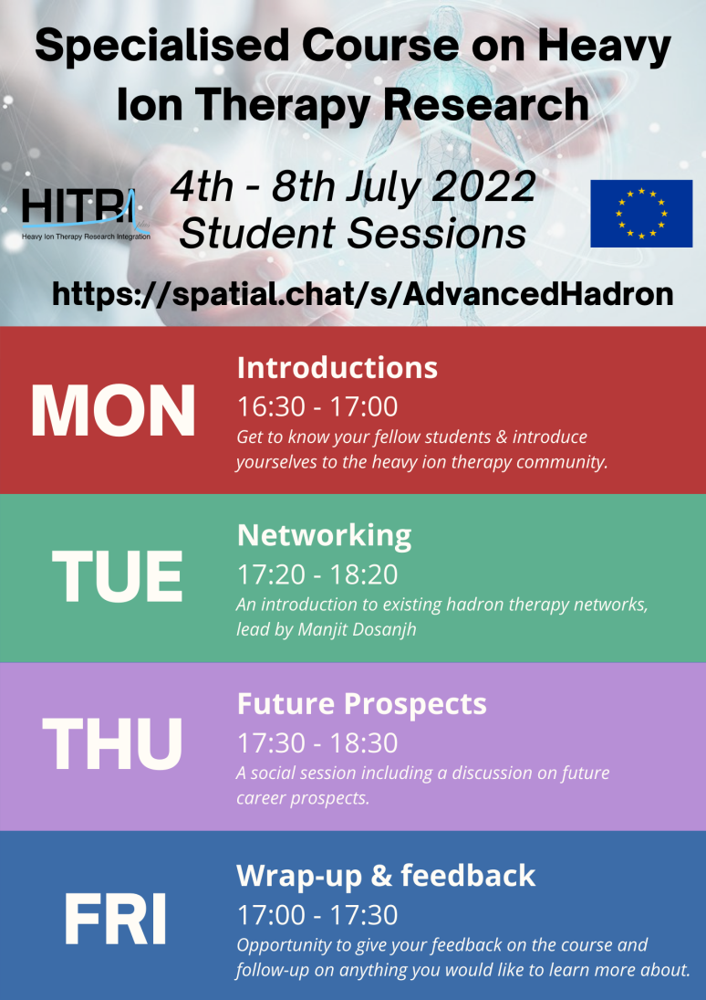 Specialised Course on Heavy
Ion Therapy Research
4th - 8th July 2022
Student Sessions
HITRI
plus
Heavy Ion Therapy Research Integration
https://spatial.chat/s/AdvancedHadron
MON
Introductions
16:30 - 17:00
Get to know your fellow students & introduce
yourselves to the heavy ion therapy community.
TUE
Networking
17:20 - 18:20
An introduction to existing hadron therapy networks,
lead by Manjit Dosanjh
THU
Future Prospects
17:30 - 18:30
A social session including a discussion on future
career prospects.
FRI
Wrap-up & feedback
17:00 - 17:30
Opportunity to give your feedback on the course and
follow-up on anything you would like to learn more about.